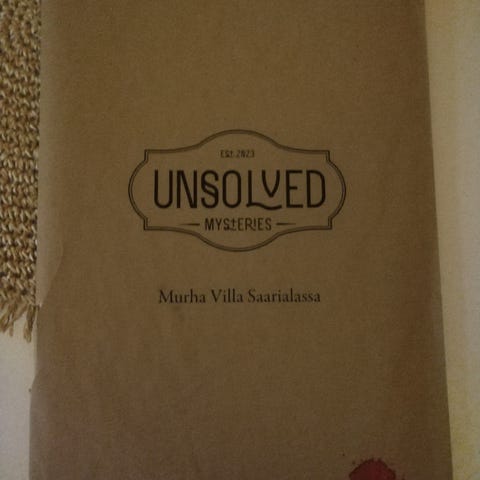 EST. 2023
UNSOLVED
MYSTERIES
Murha Villa Saarialassa